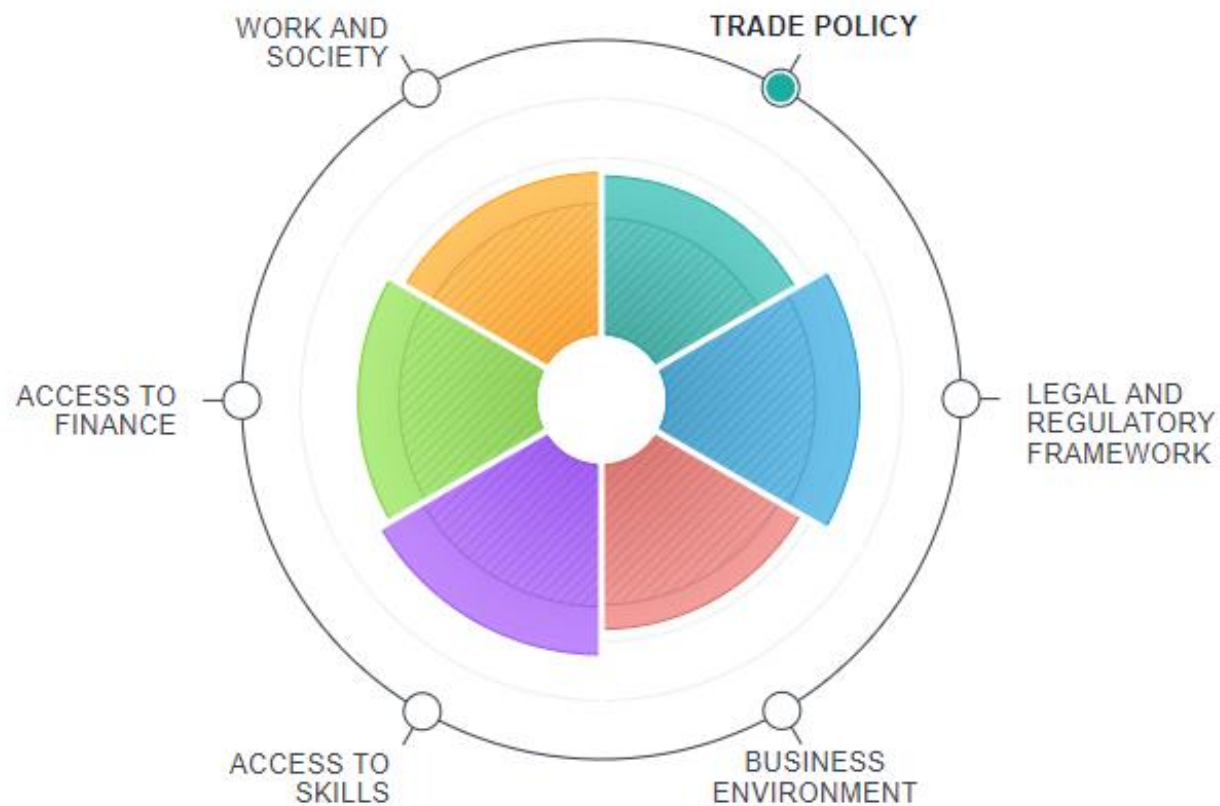 WORK AND
SOCIETY
TRADE POLICY
ACCESS TO
FINANCE
LEGAL AND
REGULATORY
FRAMEWORK
ACCESS TO
SKILLS
BUSINESS
ENVIRONMENT